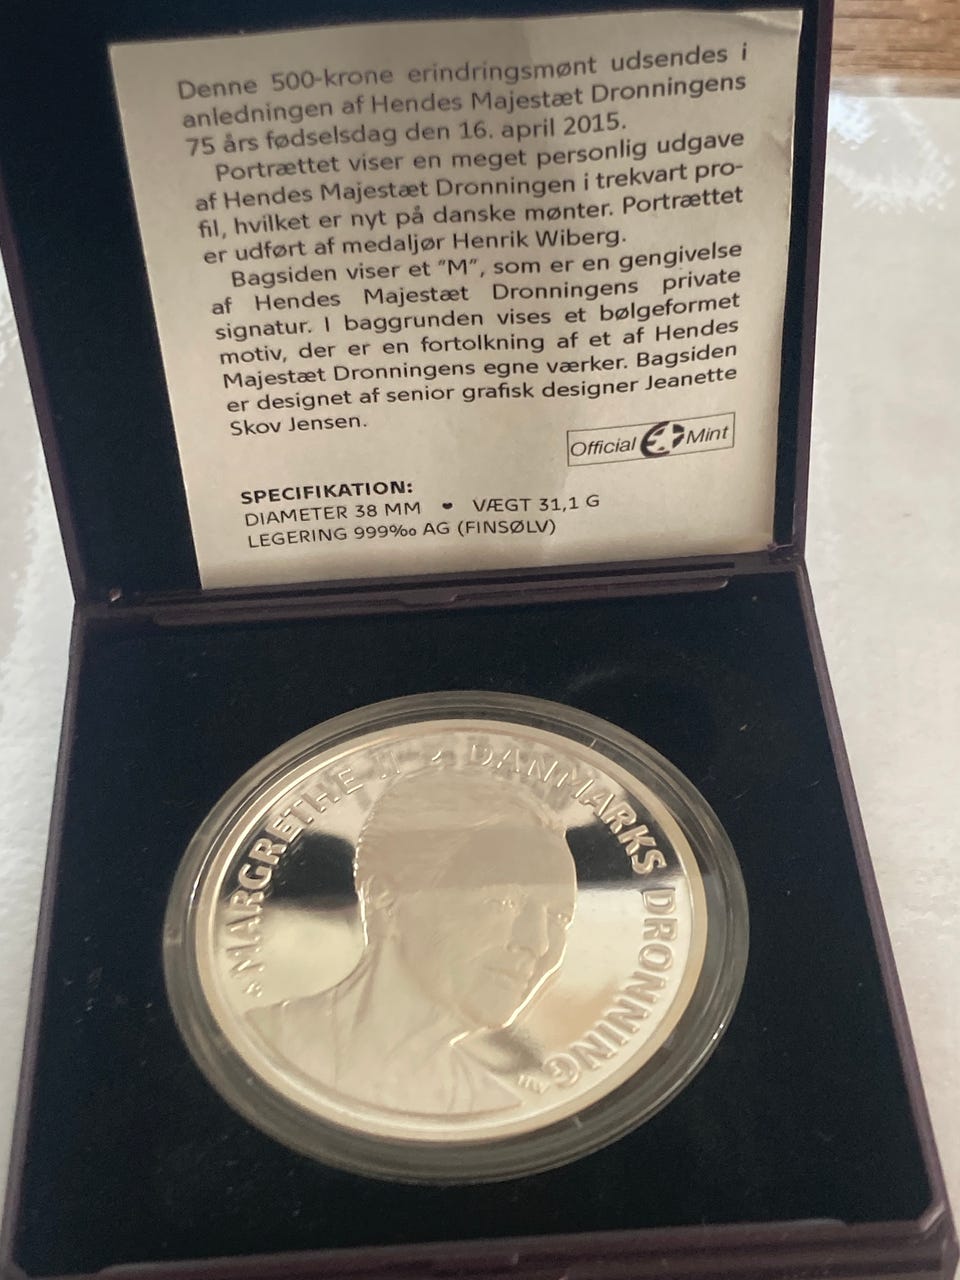 Denne 500-krone erindringsmønt udsendes i
anledningen af Hendes Majestæt Dronningens
75 års fødselsdag den 16. april 2015.
Portrættet viser en meget personlig udgave
af Hendes Majestæt Dronningen i trekvart pro-
fil, hvilket er nyt på danske mønter. Portrættet
er udført af medaljør Henrik Wiberg.
Bagsiden viser et "M", som er en gengivelse
af Hendes Majestæt Dronningens private
signatur. I baggrunden vises et bølgeformet
motiv, der er en fortolkning af et af Hendes
Majestæt Dronningens egne værker. Bagsiden
er designet af senior grafisk designer Jeanette
Skov Jensen.
Official Mint
SPECIFIKATION:
DIAMETER 38 MM • VÆGT 31,1 G
LEGERING 999‰ AG (FINSØLV)
MARGRETHE II DANMARKS DRONNING